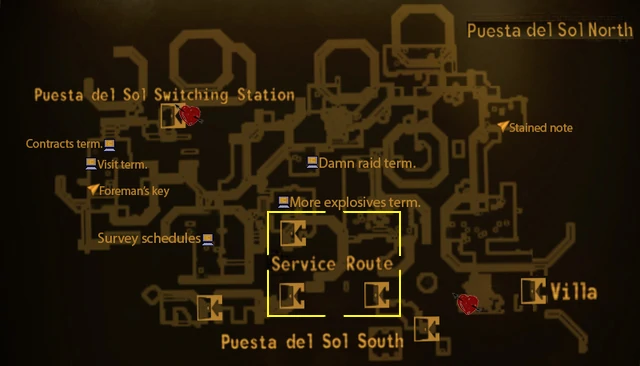 Puesta del Sol North
Puesta del Sol Switching Station
Stained note
Contracts term.
Visit term.
Damn raid term.
Foreman's key
More explosives term.
Survey schedules
Service Route
Villa
Puesta del Sol South